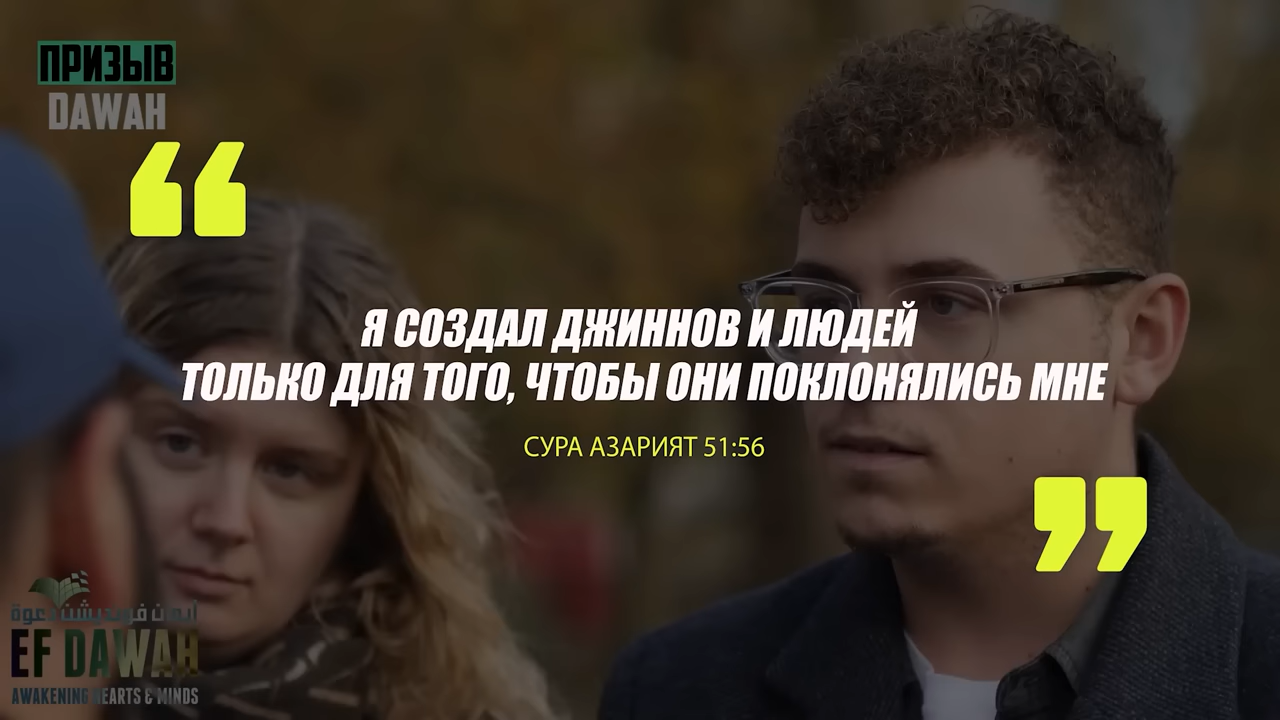 ПРИЗЫВ
DAWAH
“
Я СОЗДАЛ ДЖИННОВ И ЛЮДЕЙ
ТОЛЬКО ДЛЯ ТОГО, ЧТОБЫ ОНИ ПОКЛОНЯЛИСЬ МНЕ
СУРА АЗАРИЯТ 51:56
”
EF DAWAH
AWAKENING HEARTS & MINDS